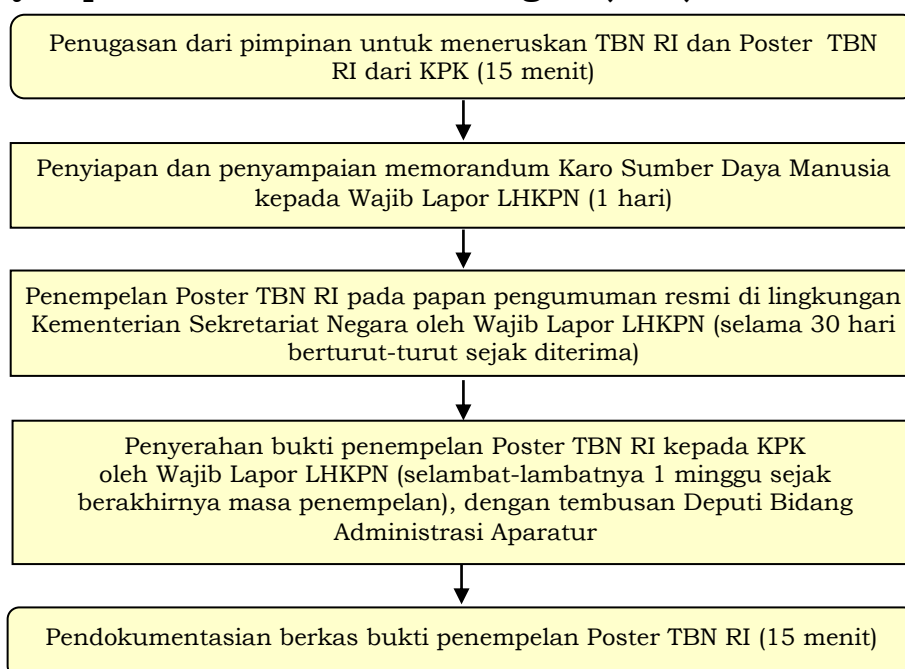 Penugasan dari pimpinan untuk meneruskan TBN RI dan Poster TBN
RI dari KPK (15 menit)
Penyiapan dan penyampaian memorandum Karo Sumber Daya Manusia
kepada Wajib Lapor LHKPN (1 hari)
Penempelan Poster TBN RI pada papan pengumuman resmi di lingkungan
Kementerian Sekretariat Negara oleh Wajib Lapor LHKPN (selama 30 hari
berturut-turut sejak diterima)
Penyerahan bukti penempelan Poster TBN RI kepada KPK
oleh Wajib Lapor LHKPN (selambat-lambatnya 1 minggu sejak
berakhirnya masa penempelan), dengan tembusan Deputi Bidang
Administrasi Aparatur
Pendokumentasian berkas bukti penempelan Poster TBN RI (15 menit)